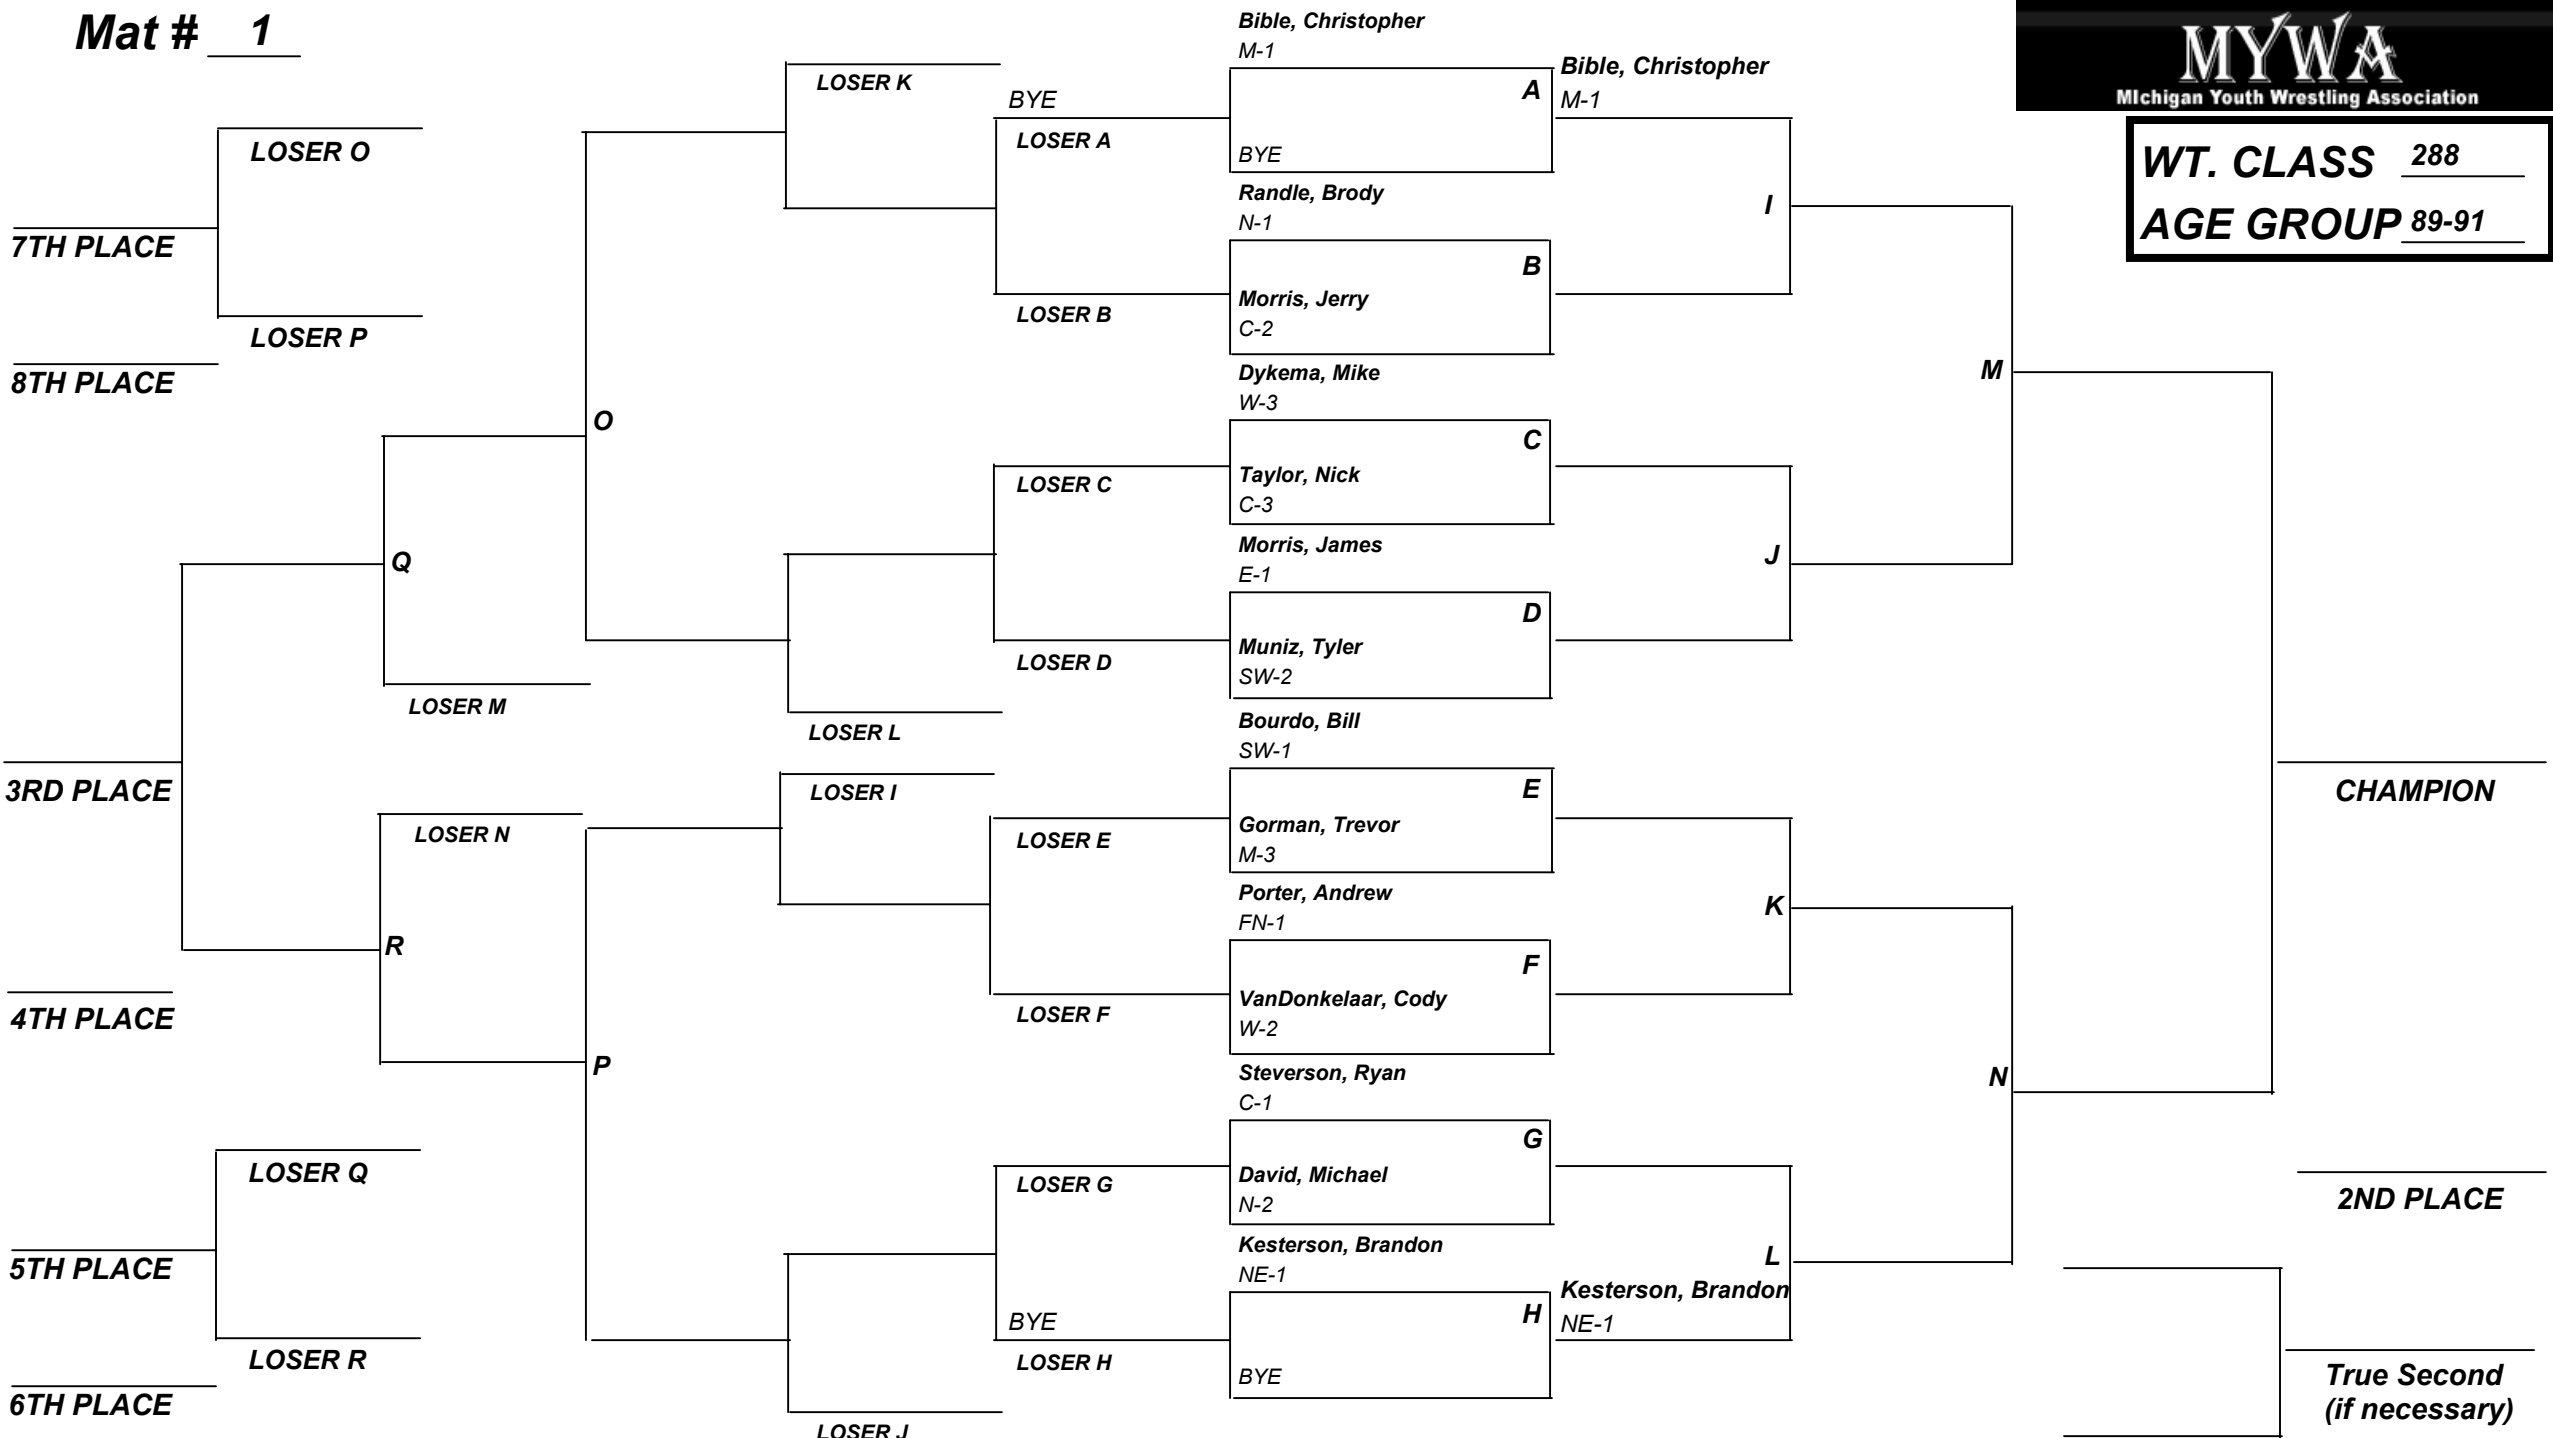 Mat # 1
MYWA
MIchigan Youth Wrestling Association
WT. CLASS 288
AGE GROUP 89-91
LOSER O
7TH PLACE
LOSER P
8TH PLACE
3RD PLACE
4TH PLACE
LOSER Q
5TH PLACE
LOSER R
6TH PLACE
Q
LOSER M
LOSER N
R
O
P
LOSER K
LOSER L
LOSER I
LOSER J
BYE
LOSER A
LOSER B
LOSER C
LOSER D
LOSER E
LOSER F
LOSER G
BYE
LOSER H
Bible, Christopher
M-1
A
BYE
Randle, Brody
N-1
B
Morris, Jerry
C-2
Dykema, Mike
W-3
C
Taylor, Nick
C-3
Morris, James
E-1
D
Muniz, Tyler
SW-2
Bourdo, Bill
SW-1
E
Gorman, Trevor
M-3
Porter, Andrew
FN-1
F
VanDonkelaar, Cody
W-2
Steverson, Ryan
C-1
G
David, Michael
N-2
Kesterson, Brandon
NE-1
H
BYE
Bible, Christopher
M-1
I
J
K
L
Kesterson, Brandon
NE-1
M
N
CHAMPION
2ND PLACE
True Second
(if necessary)